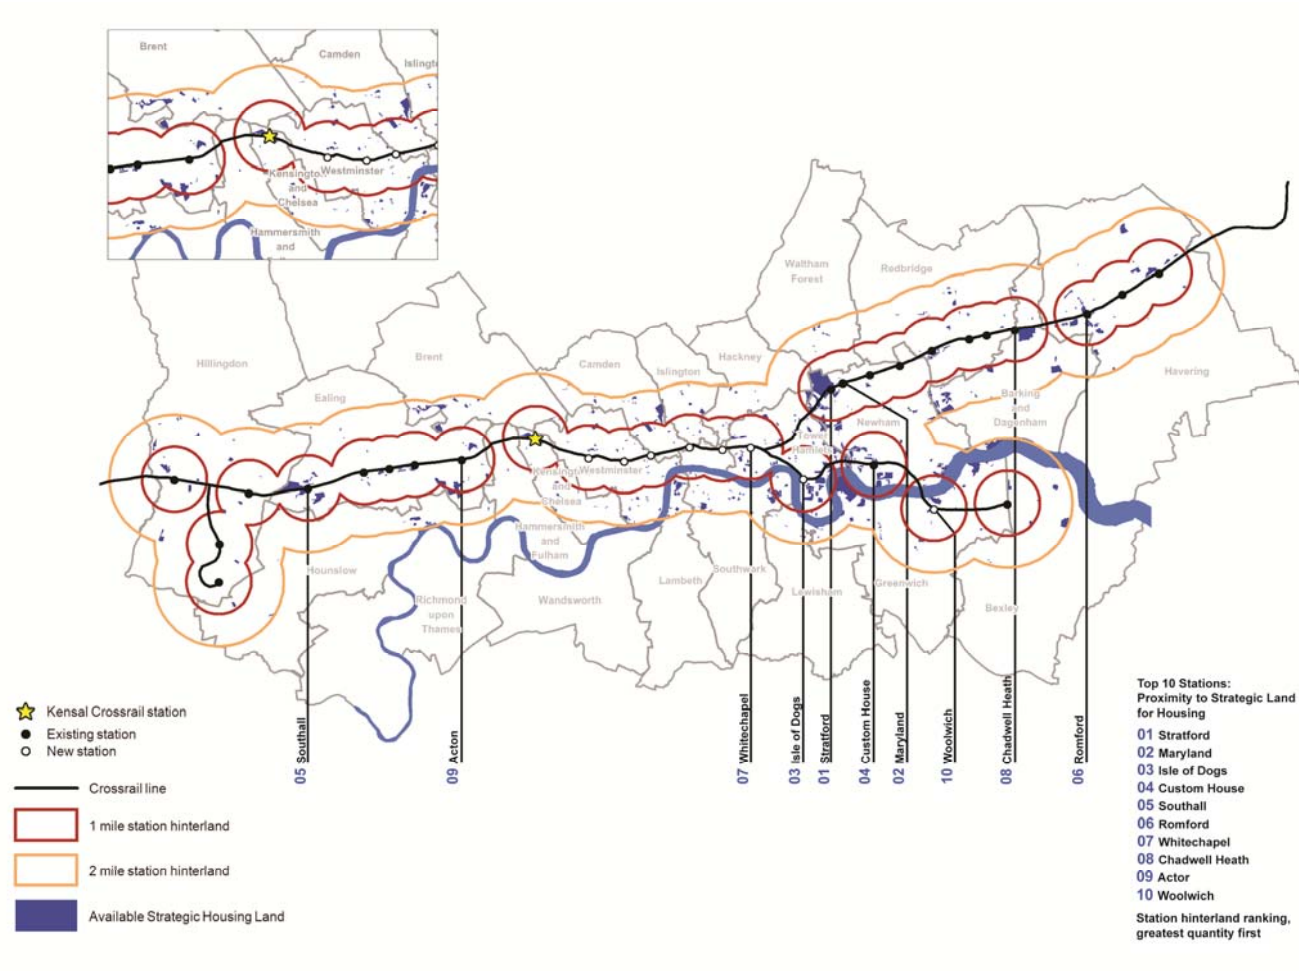 Brent
Camden
Islingt
Kensingto
Westminster
and
Chelsea
Hammersmith
and
Waltham
Forest
Redbridge
Hillingdon
Brent
Camden
Hackney
Islington
Havering
Ealing
Barking
and
Dagenham
Newham
Tower
Hamlets
Kensingt
Westminster
and
Chelsea
Hammersmith
and
Fulham
Hounslow
Southwark
Lambeth
Greenwich
Lewisham
Richmond
upon
Thames
Wandsworth
Bexley
Kensal Crossrail station
Existing station
New station
Crossrail line
1 mile station hinterland
2 mile station hinterland
Available Strategic Housing Land
05 Southall
09 Acton
07 Whitechapel
03 Isle of Dogs
01 Stratford
04 Custom House
02 Maryland
10 Woolwich
08 Chadwell Heath
06 Romford
Top 10 Stations:
Proximity to Strategic Land
for Housing
01 Stratford
02 Maryland
03 Isle of Dogs
04 Custom House
05 Southall
06 Romford
07 Whitechapel
08 Chadwell Heath
09 Actor
10 Woolwich
Station hinterland ranking,
greatest quantity first